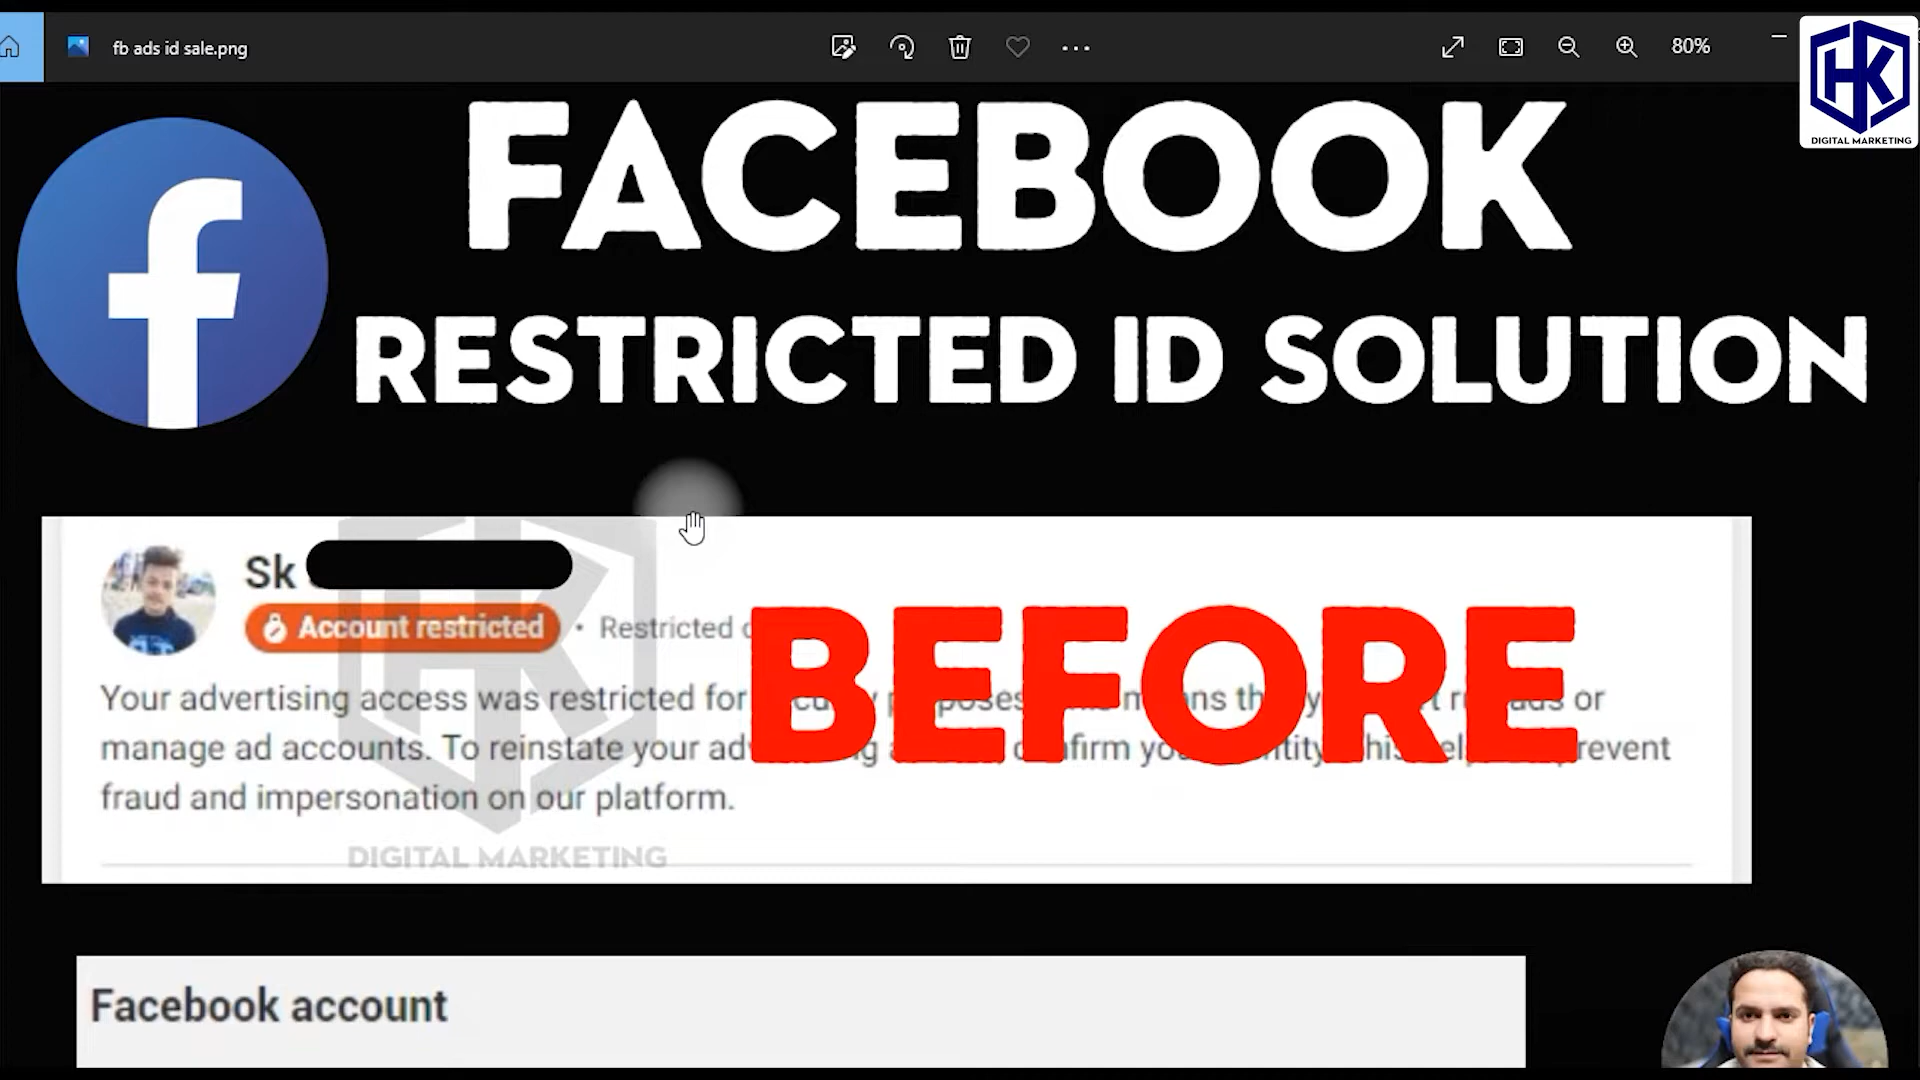 fb ads id sale.png
80%
HK
DIGITAL MARKETING
FACEBOOK
RESTRICTED ID SOLUTION
Sk
Account restricted · Restricted
BEFORE
Your advertising access was restricted for ads or
manage ad accounts. To reinstate your
fraud and impersonation on our platform.
DIGITAL MARKETING
Facebook account